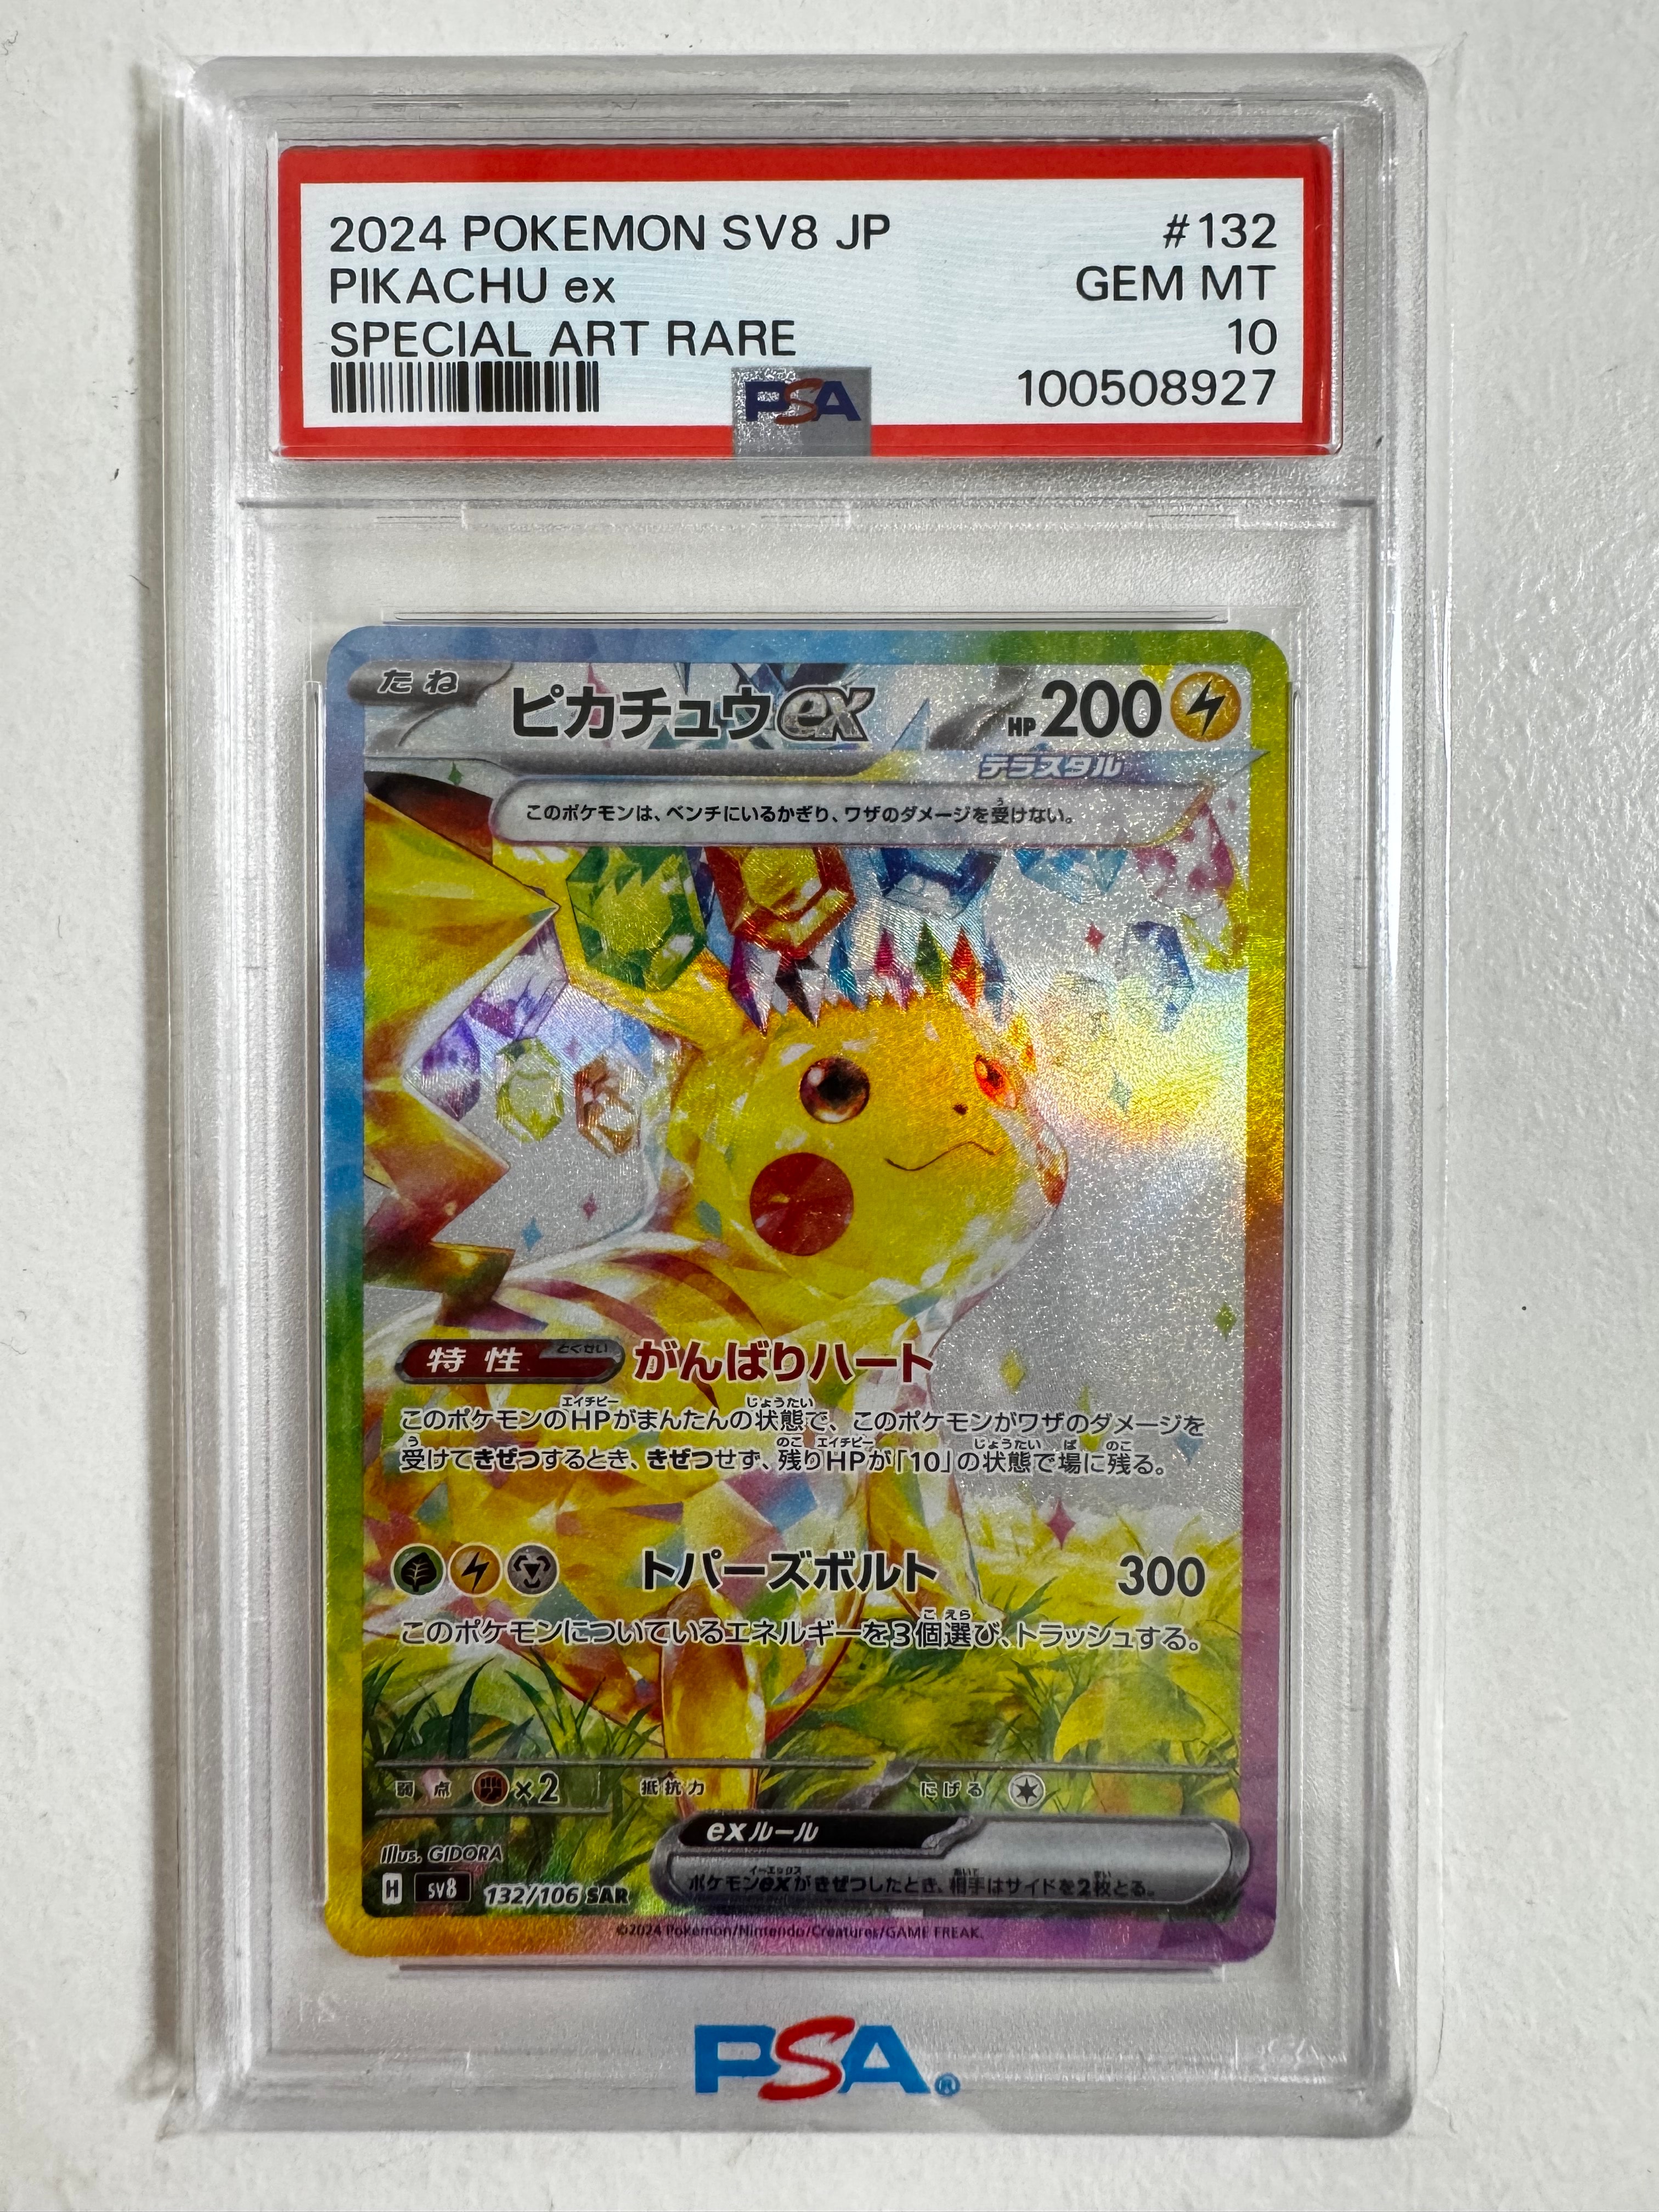 2024 POKEMON SV8 JP #132
PIKACHU ex GEM MT
SPECIAL ART RARE 10
100508927
PSA
たね ピカチュウex HP200
テラスタル
このポケモンは、ベンチにいるかぎり、ワザのダメージを受けない。
特性 がんばりハート
このポケモンのHPがまんたんの状態で、このポケモンがワザのダメージを
受けてきぜつするとき、きぜつせず、残りHPが「10」の状態で場に残る。
トパーズボルト 300
このポケモンについているエネルギーを3個選び、トラッシュする。
弱点 ×2 抵抗力 にげる
exルール
ポケモンexがきぜつしたとき、相手はサイドを2枚とる。
Illus. GIDORA
H SV8 132/106 SAR
©2024 Pokémon/Nintendo/Creatures/GAME FREAK.
PSA®